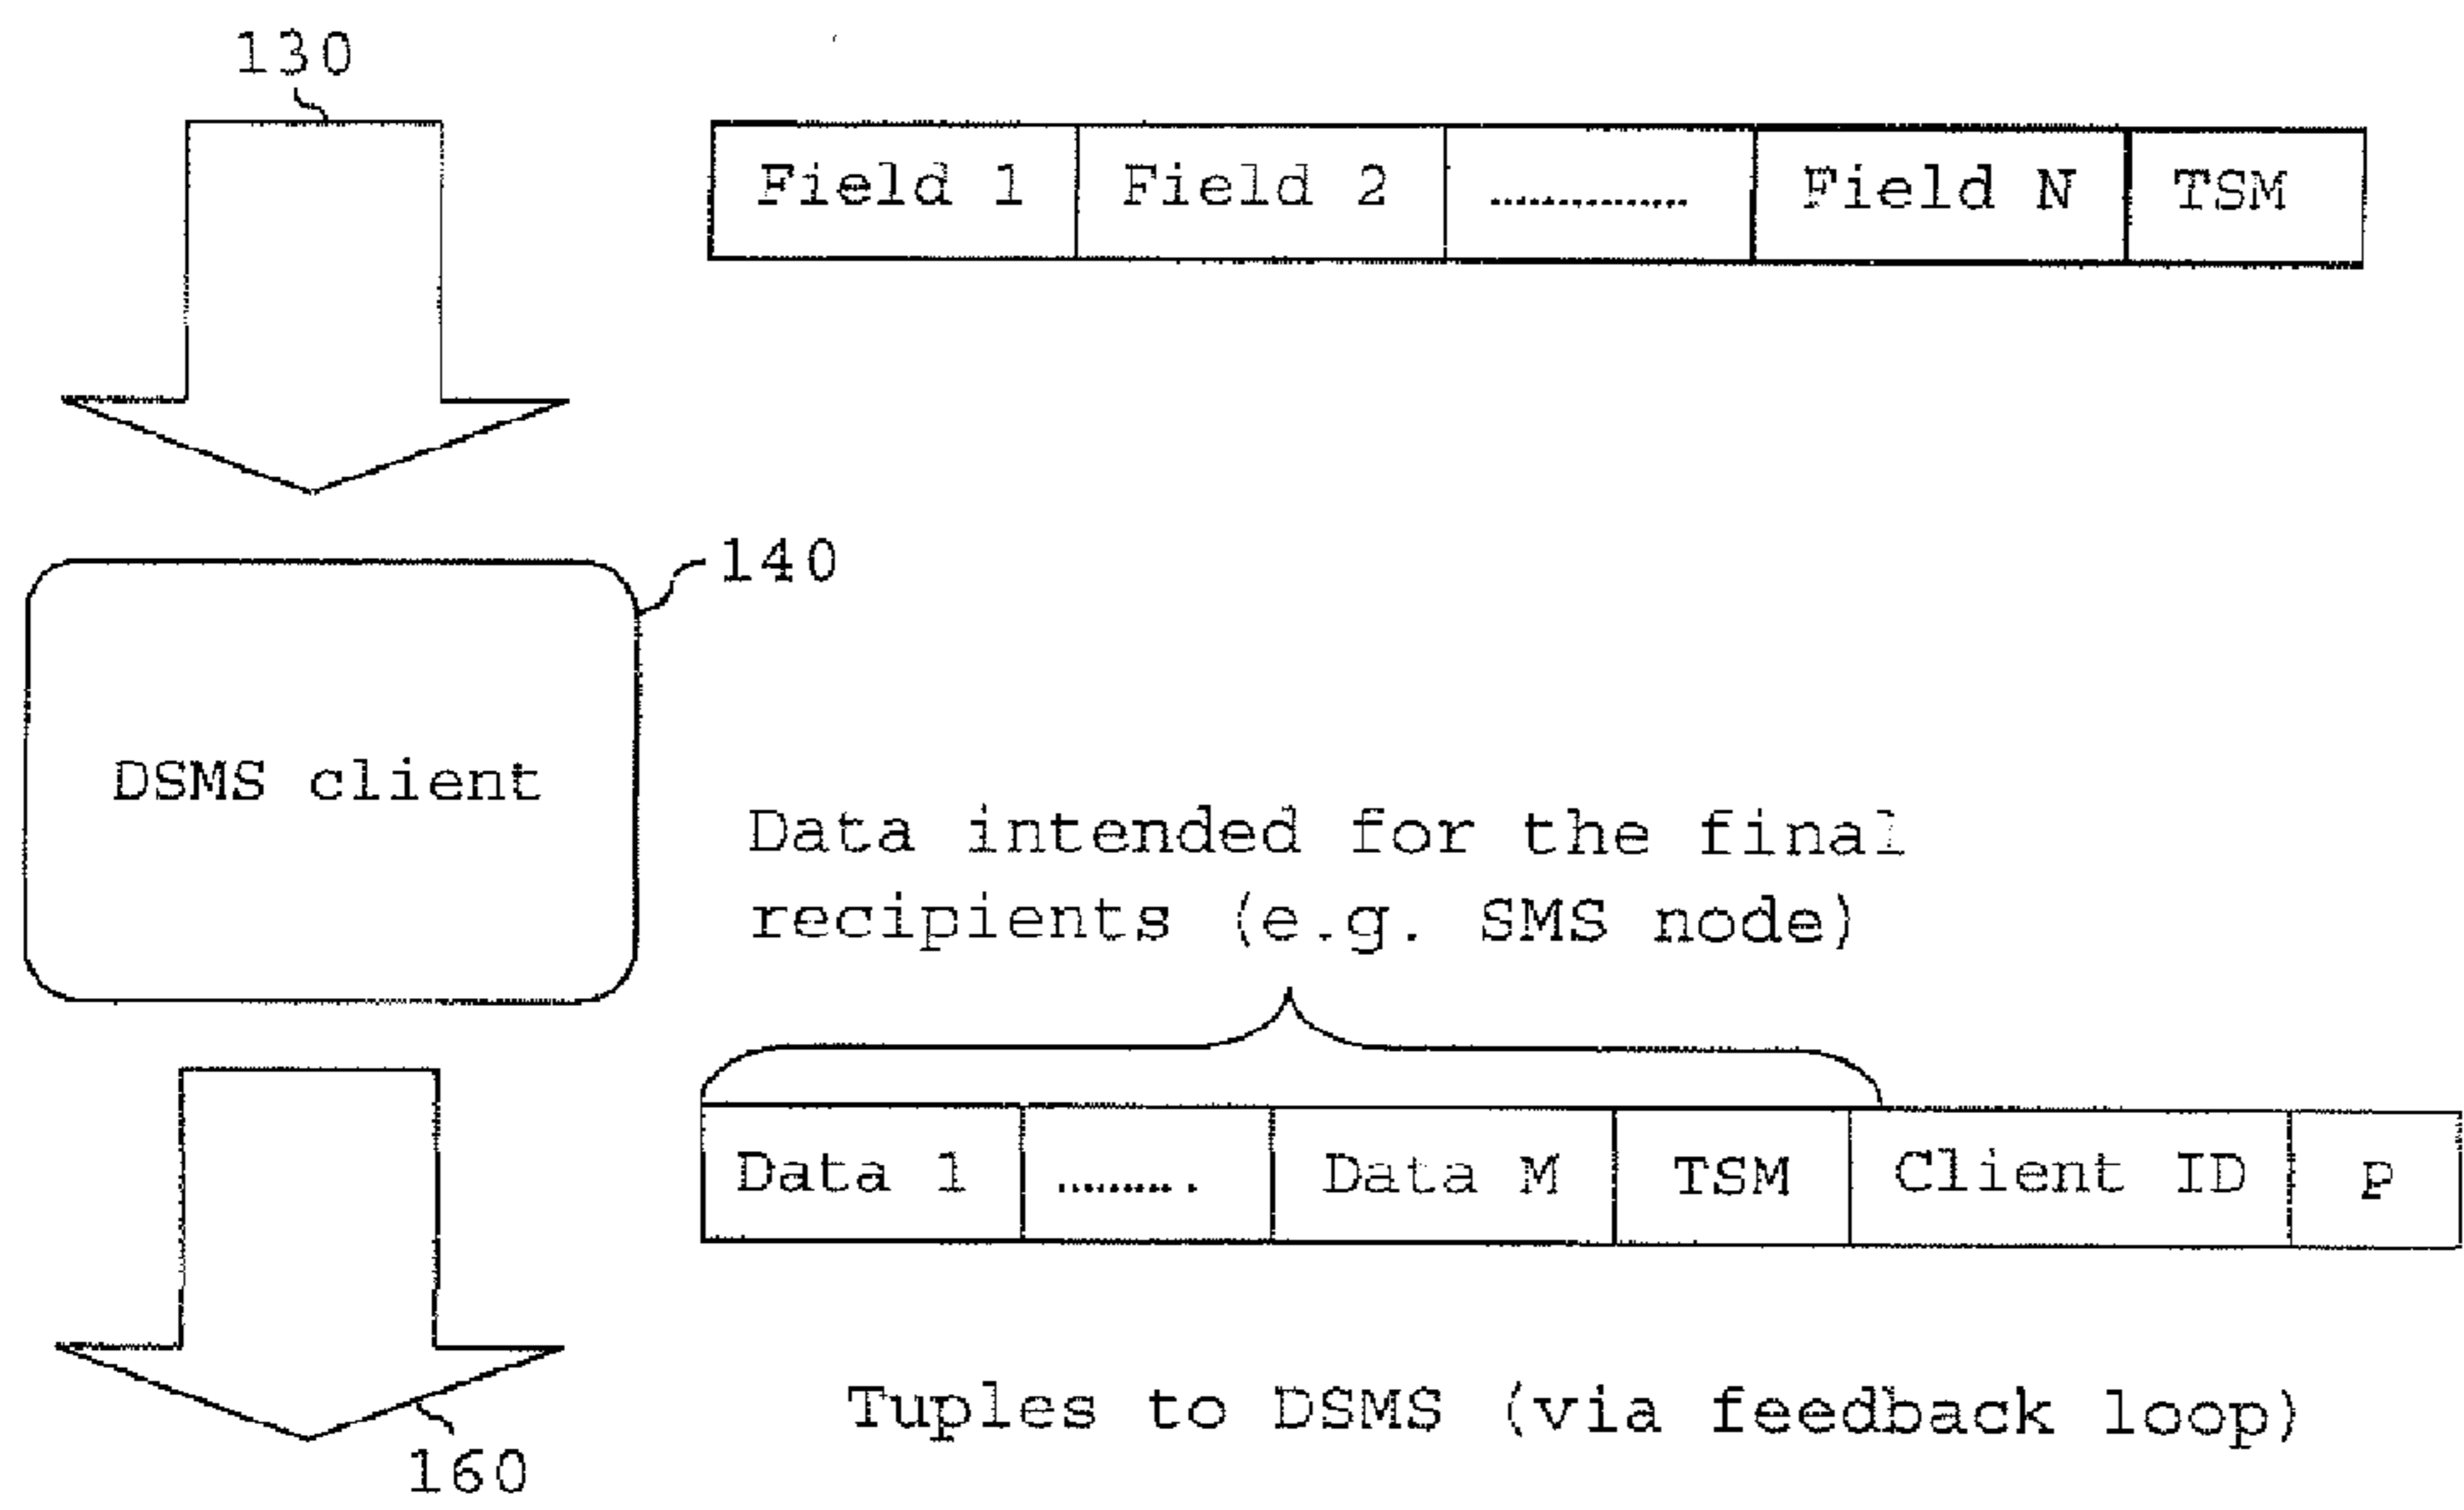 130
Field 1 Field 2 .............. Field N TSM
140
DSMS client
Data intended for the final
recipients (e.g. SMS node)
Data 1 ......... Data M TSM Client ID P
Tuples to DSMS (via feedback loop)
160